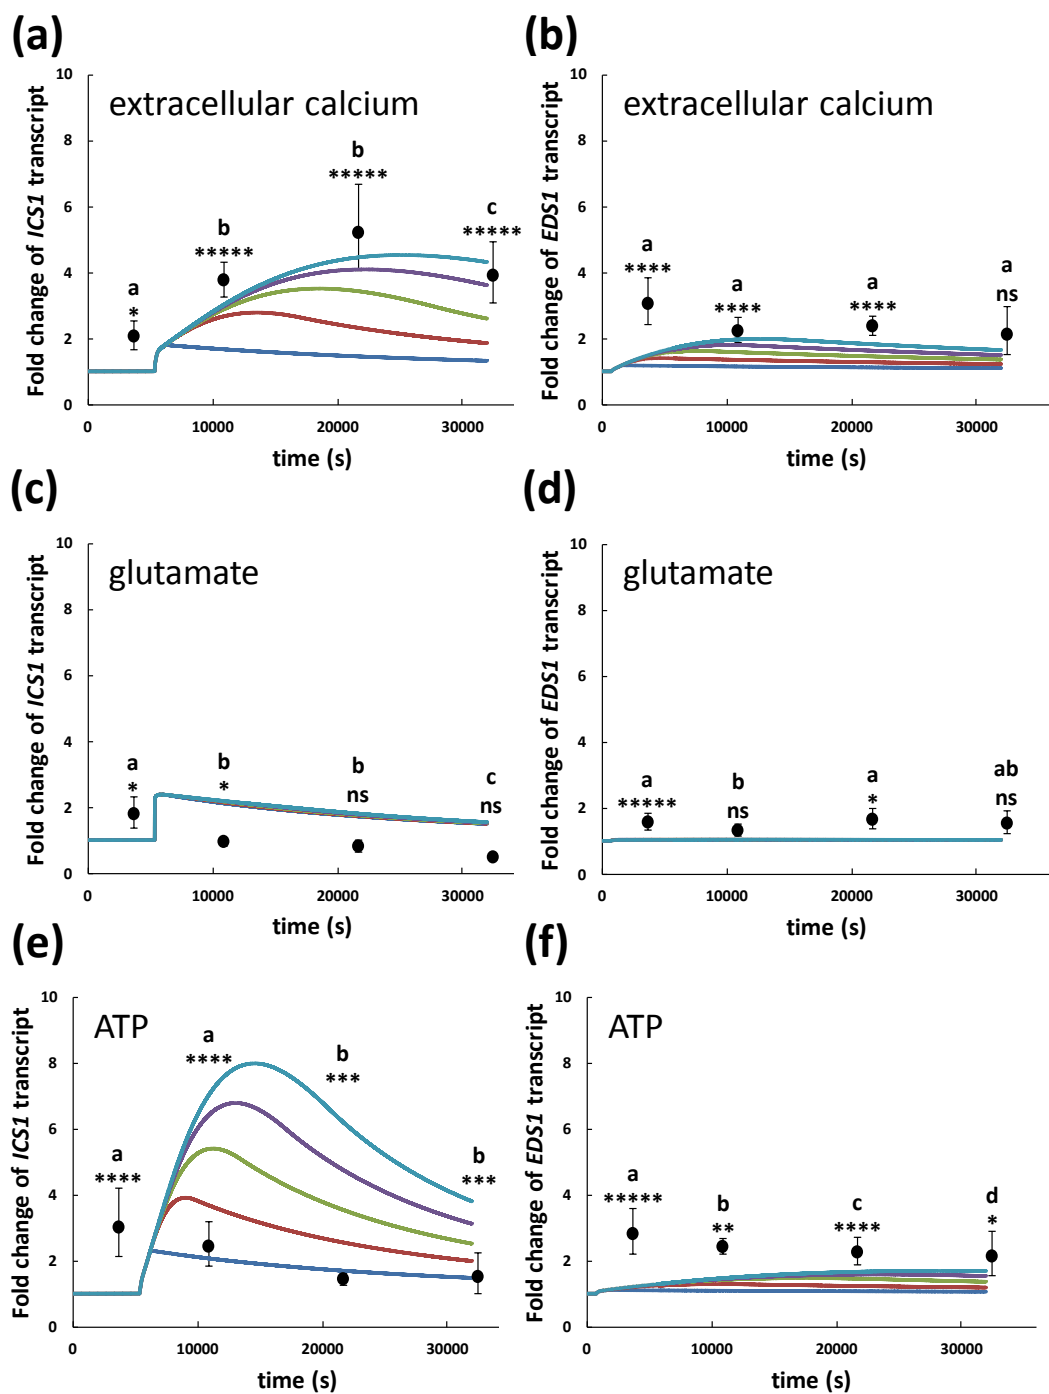 (a)
Fold change of ICS1 transcript
extracellular calcium
10
8
6
4
2
0
a
*
b
*****
b
*****
c
*****
0 10000 20000 30000
time (s)
(b)
Fold change of EDS1 transcript
extracellular calcium
10
8
6
4
2
0
a
****
a
****
a
****
a
ns
0 10000 20000 30000
time (s)
(c)
Fold change of ICS1 transcript
glutamate
10
8
6
4
2
0
a
*
b
*
b
ns
c
ns
0 10000 20000 30000
time (s)
(d)
Fold change of EDS1 transcript
glutamate
10
8
6
4
2
0
a
*****
b
ns
a
*
ab
ns
0 10000 20000 30000
time (s)
(e)
Fold change of ICS1 transcript
ATP
10
8
6
4
2
0
a
****
a
****
b
***
b
***
0 10000 20000 30000
time (s)
(f)
Fold change of EDS1 transcript
ATP
10
8
6
4
2
0
a
*****
b
**
c
****
d
*
0 10000 20000 30000
time (s)